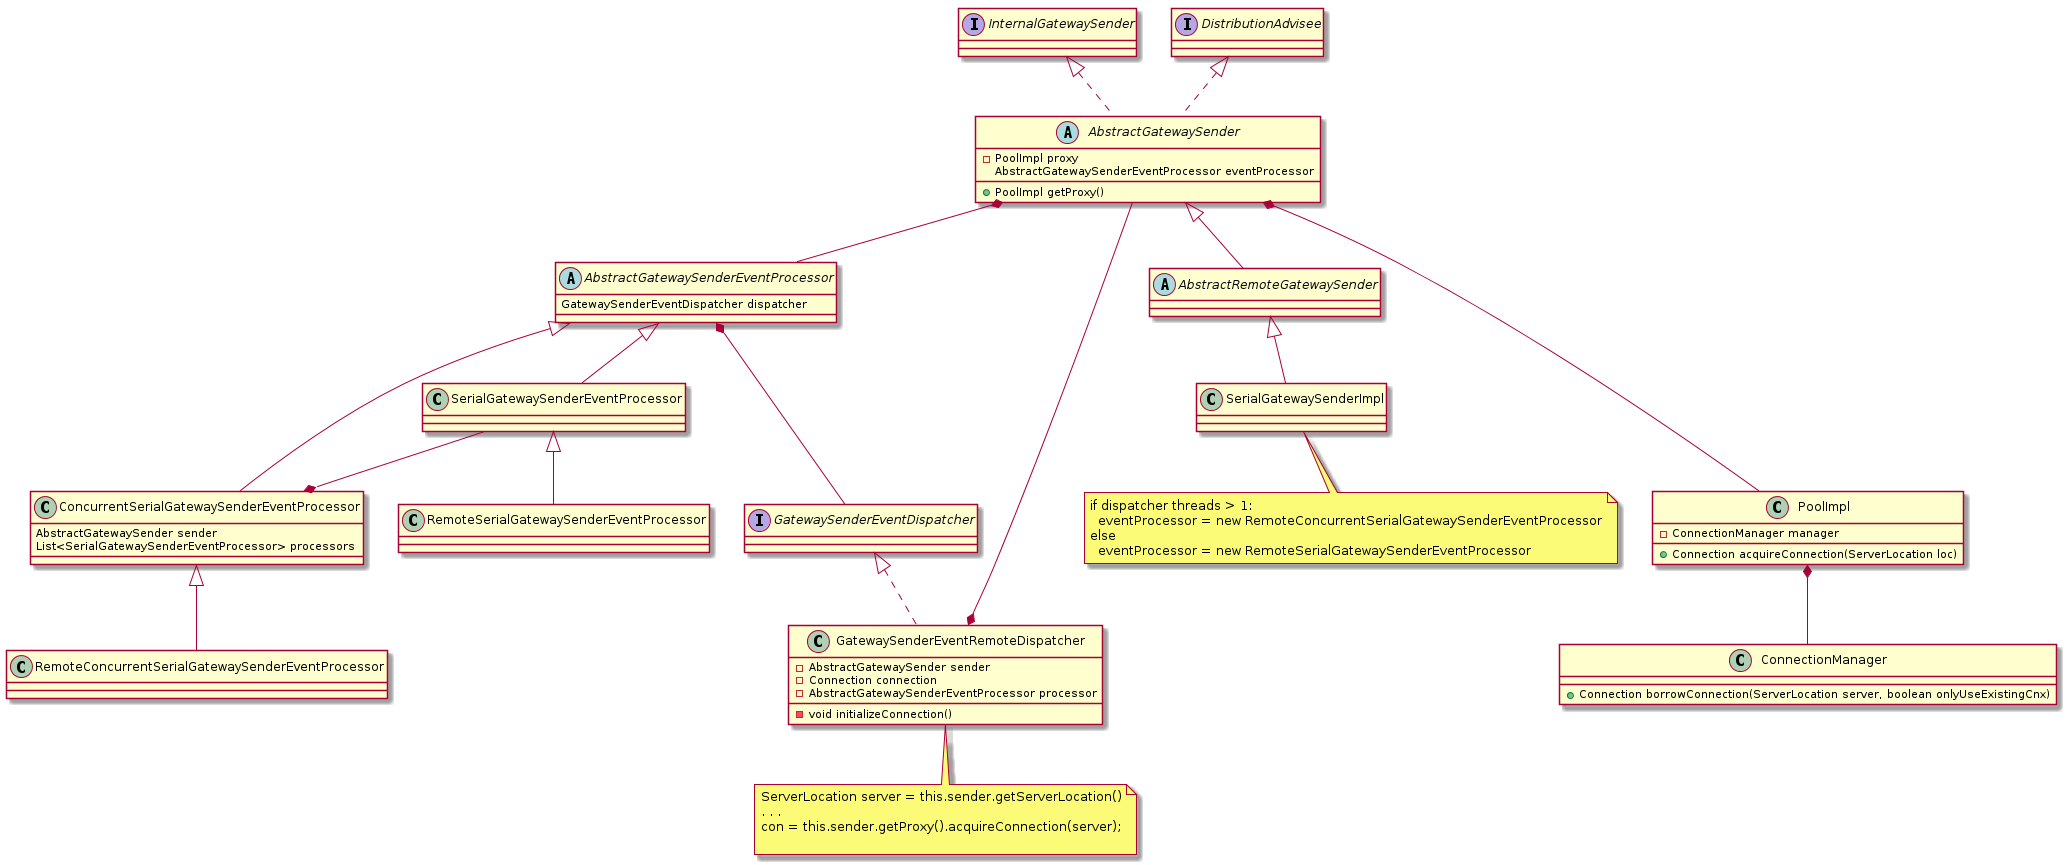 I InternalGatewaySender
I DistributionAdvisee
A AbstractGatewaySender
PoolImpl proxy
AbstractGatewaySenderEventProcessor eventProcessor
PoolImpl getProxy()
A AbstractGatewaySenderEventProcessor
GatewaySenderEventDispatcher dispatcher
A AbstractRemoteGatewaySender
C SerialGatewaySenderEventProcessor
C SerialGatewaySenderImpl
C ConcurrentSerialGatewaySenderEventProcessor
AbstractGatewaySender sender
List<SerialGatewaySenderEventProcessor> processors
C RemoteSerialGatewaySenderEventProcessor
I GatewaySenderEventDispatcher
if dispatcher threads > 1:
eventProcessor = new RemoteConcurrentSerialGatewaySenderEventProcessor
else
eventProcessor = new RemoteSerialGatewaySenderEventProcessor
C PoolImpl
ConnectionManager manager
Connection acquireConnection(ServerLocation loc)
C RemoteConcurrentSerialGatewaySenderEventProcessor
C GatewaySenderEventRemoteDispatcher
AbstractGatewaySender sender
Connection connection
AbstractGatewaySenderEventProcessor processor
void initializeConnection()
C ConnectionManager
Connection borrowConnection(ServerLocation server, boolean onlyUseExistingCnx)
ServerLocation server = this.sender.getServerLocation()
. . .
con = this.sender.getProxy().acquireConnection(server);